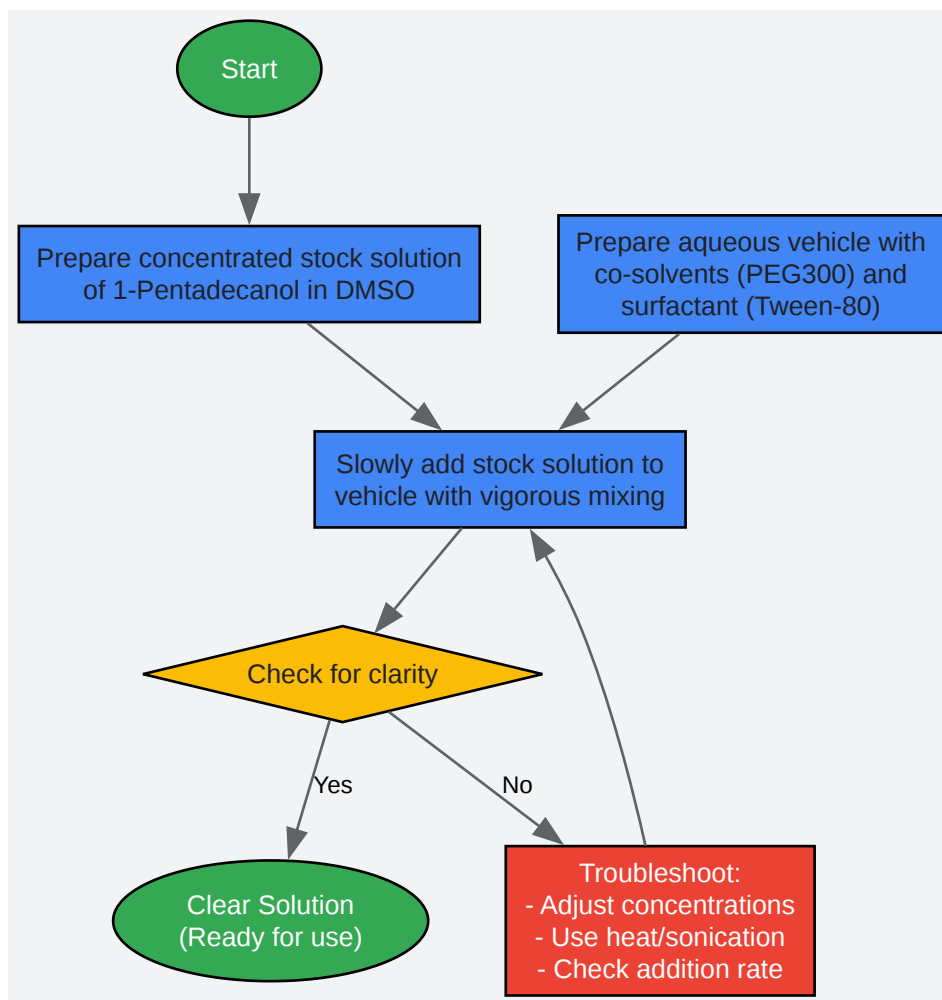 Start
Prepare concentrated stock solution
of 1-Pentadecanol in DMSO
Prepare aqueous vehicle with
co-solvents (PEG300) and
surfactant (Tween-80)
Slowly add stock solution to
vehicle with vigorous mixing
Check for clarity
Yes
No
Clear Solution
(Ready for use)
Troubleshoot:
- Adjust concentrations
- Use heat/sonication
- Check addition rate